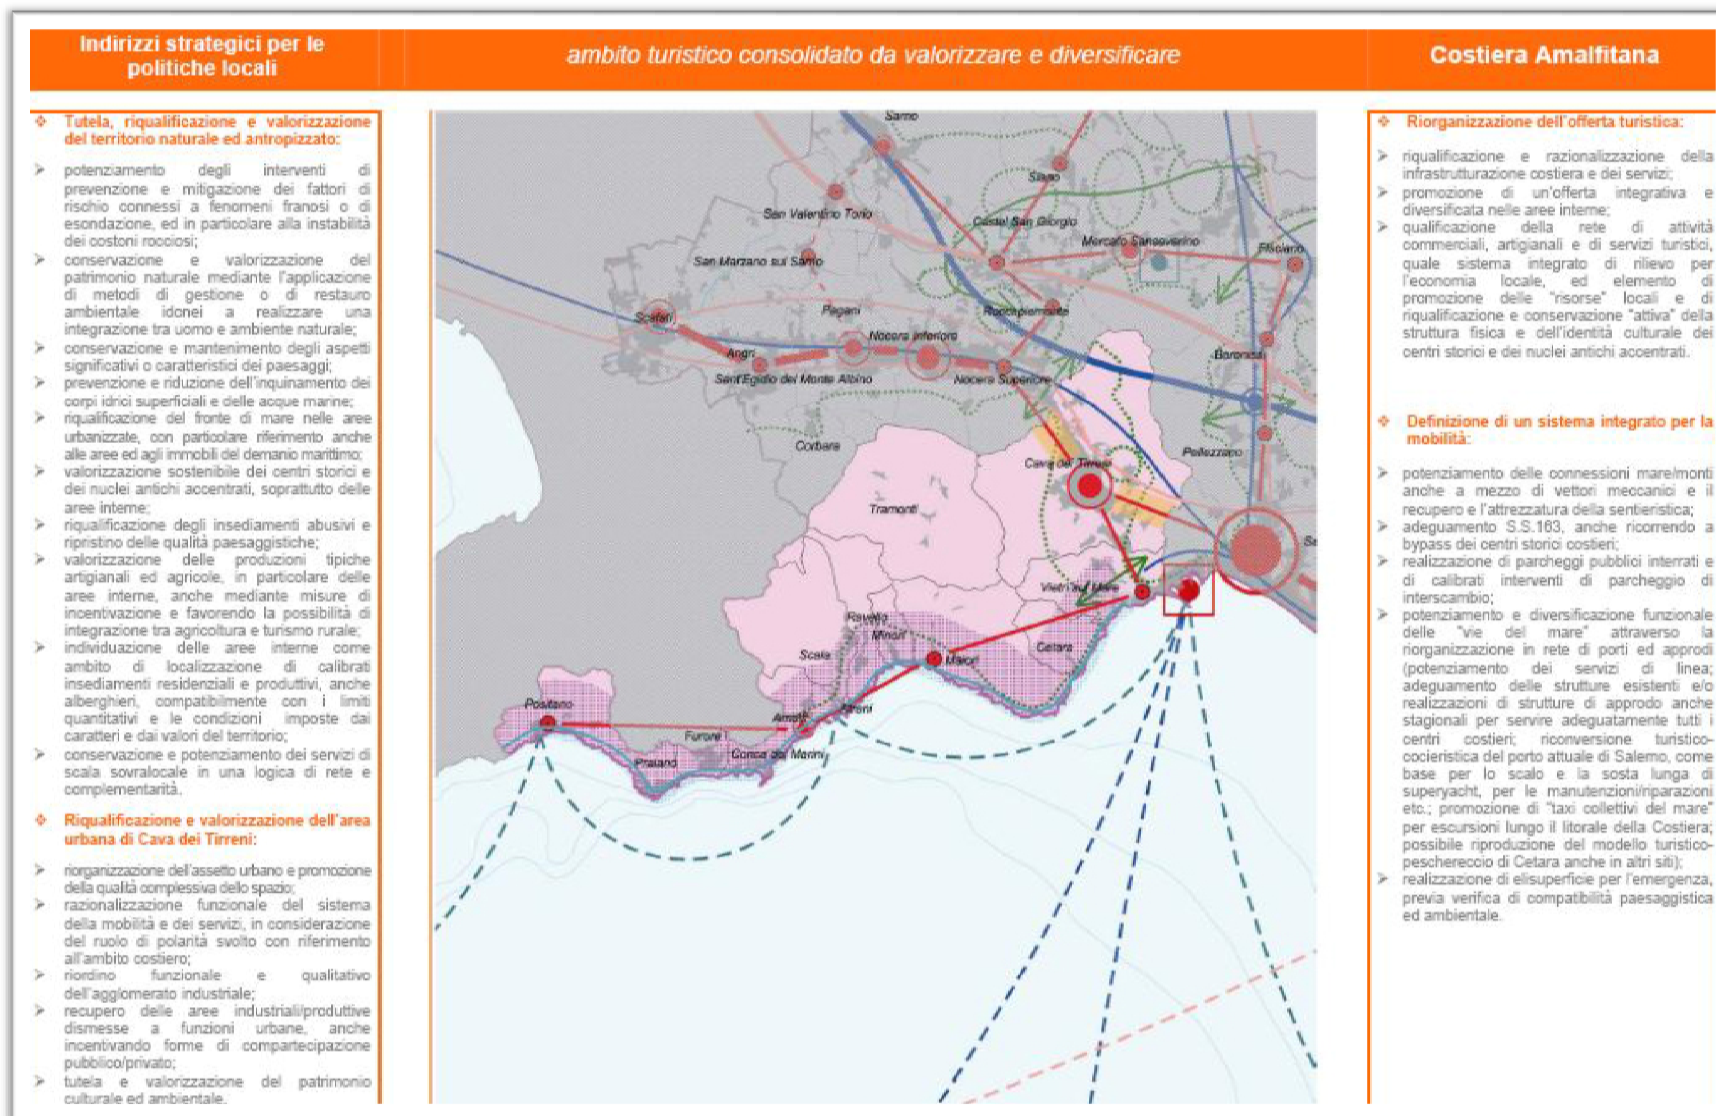 Indirizzi strategici per le
politiche locali
ambito turistico consolidato da valorizzare e diversificare
Costiera Amalfitana
Tutela, riqualificazione e valorizzazione
del territorio naturale ed antropizzato:
potenziamento degli interventi di
prevenzione e mitigazione dei fattori di
rischio connessi a fenomeni franosi o di
esondazione, ed in particolare alla instabilità
dei costoni rocciosi;
conservazione e valorizzazione del
patrimonio naturale mediante l'applicazione
di metodi di gestione o di restauro
ambientale idonei a realizzare una
integrazione tra uomo e ambiente naturale;
conservazione e mantenimento degli aspetti
significativi o caratteristici dei paesaggi;
prevenzione e riduzione dell'inquinamento dei
corpi idrici superficiali e delle acque marine;
riqualificazione del fronte di mare nelle aree
urbanizzate, con particolare riferimento anche
alle aree ed agli immobili del demanio marittimo;
valorizzazione sostenibile dei centri storici e
dei nuclei antichi accentrati, soprattutto delle
aree interne;
riqualificazione degli insediamenti abusivi e
ripristino delle qualità paesaggistiche;
valorizzazione delle produzioni tipiche
artigianali ed agricole, in particolare delle
aree interne, anche mediante misure di
incentivazione e favorendo la possibilità di
integrazione tra agricoltura e turismo rurale;
individuazione delle aree interne come
ambito di localizzazione di calibrati
insediamenti residenziali e produttivi, anche
alberghieri, compatibilmente con i limiti
quantitativi e le condizioni imposte dai
caratteri e dai valori del territorio;
conservazione e potenziamento dei servizi di
scala sovralocale in una logica di rete e
complementarità.
Riqualificazione e valorizzazione dell'area
urbana di Cava dei Tirreni:
riorganizzazione dell'assetto urbano e promozione
della qualità complessiva dello spazio;
razionalizzazione funzionale del sistema
della mobilità e dei servizi, in considerazione
del ruolo di polarità svolto con riferimento
all'ambito costiero;
riordino funzionale e qualitativo
dell'agglomerato industriale;
recupero delle aree industriali/produttive
dismesse a funzioni urbane, anche
incentivando forme di compartecipazione
pubblico/privato;
tutela e valorizzazione del patrimonio
culturale ed ambientale.
Sarno
Siano
San Valentino Torio
Castel San Giorgio
Mercato Sanseverino
Fisciano
San Marzano sul Sarno
Scafati
Pagani
Roccapiemonte
Nocera Inferiore
Angri
Baronissi
Sant'Egidio del Monte Albino
Nocera Superiore
Corbara
Pellezzano
Cava de' Tirreni
Tramonti
Sa
Vietri sul Mare
Ravello
Minori
Scala
Cetara
Maiori
Positano
Amalfi
Atrani
Furore
Conca dei Marini
Praiano
Riorganizzazione dell'offerta turistica:
riqualificazione e razionalizzazione della
infrastrutturazione costiera e dei servizi;
promozione di un'offerta integrativa e
diversificata nelle aree interne;
qualificazione della rete di attività
commerciali, artigianali e di servizi turistici,
quale sistema integrato di rilievo per
l'economia locale, ed elemento di
promozione delle "risorse" locali e di
riqualificazione e conservazione "attiva" della
struttura fisica e dell'identità culturale dei
centri storici e dei nuclei antichi accentrati.
Definizione di un sistema integrato per la
mobilità:
potenziamento delle connessioni mare/monti
anche a mezzo di vettori meccanici e il
recupero e l'attrezzatura della sentieristica;
adeguamento S.S.163, anche ricorrendo a
bypass dei centri storici costieri;
realizzazione di parcheggi pubblici interrati e
di calibrati interventi di parcheggio di
interscambio;
potenziamento e diversificazione funzionale
delle "vie del mare" attraverso la
riorganizzazione in rete di porti ed approdi
(potenziamento dei servizi di linea;
adeguamento delle strutture esistenti e/o
realizzazioni di strutture di approdo anche
stagionali per servire adeguatamente tutti i
centri costieri; riconversione turistico-
cocieristica del porto attuale di Salerno, come
base per lo scalo e la sosta lunga di
superyacht, per le manutenzioni/riparazioni
etc.; promozione di "taxi collettivi del mare"
per escursioni lungo il litorale della Costiera;
possibile riproduzione del modello turistico-
peschereccio di Cetara anche in altri siti);
realizzazione di elisuperficie per l'emergenza,
previa verifica di compatibilità paesaggistica
ed ambientale.